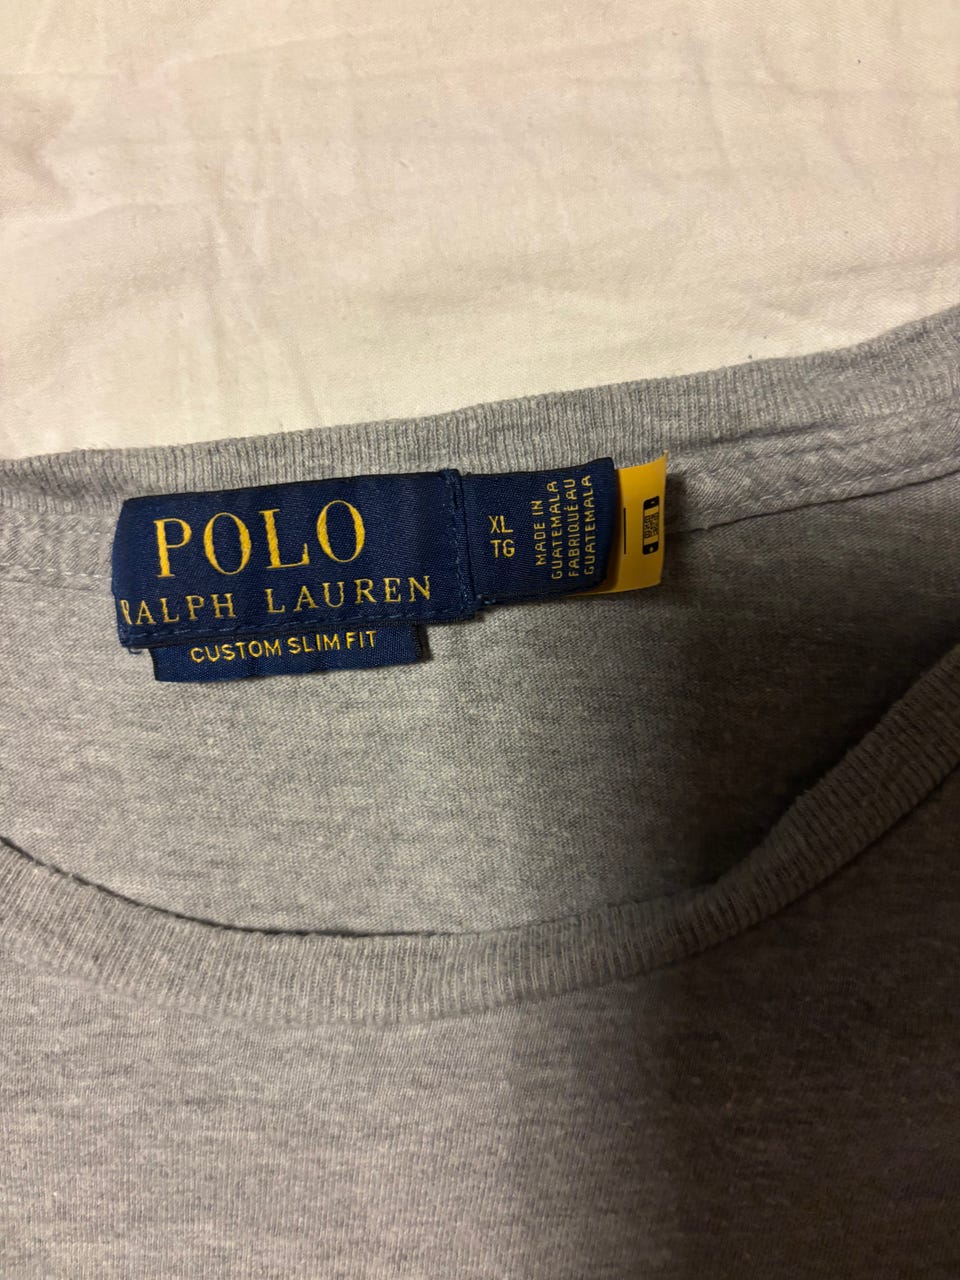 POLO
RALPH LAUREN
CUSTOM SLIM FIT
XL
TG
MADE IN
GUATEMALA
FABRIQUÉ AU
GUATEMALA